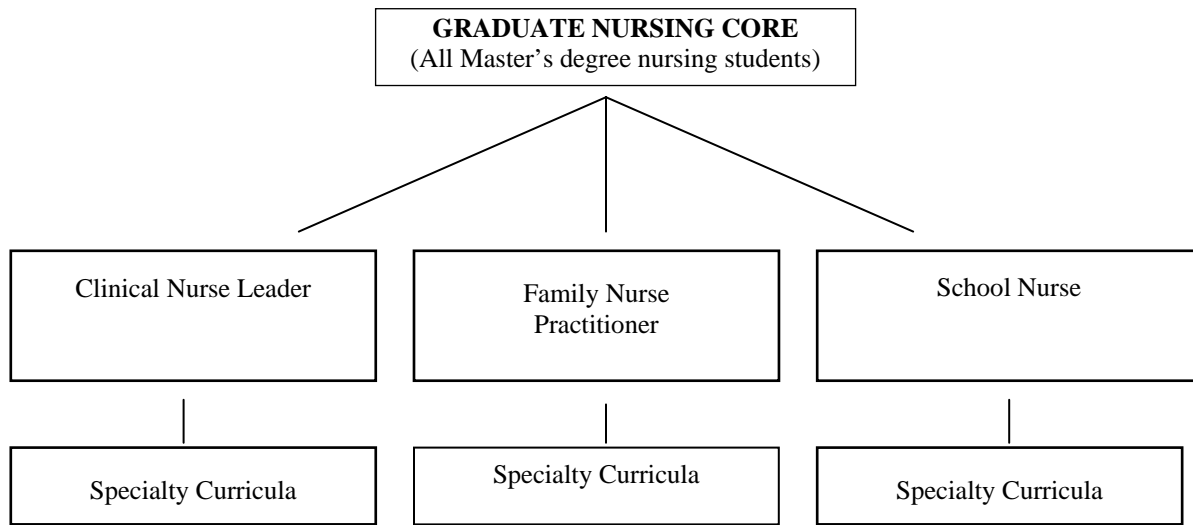 GRADUATE NURSING CORE
(All Master’s degree nursing students)
Clinical Nurse Leader
Family Nurse
Practitioner
School Nurse
Specialty Curricula
Specialty Curricula
Specialty Curricula